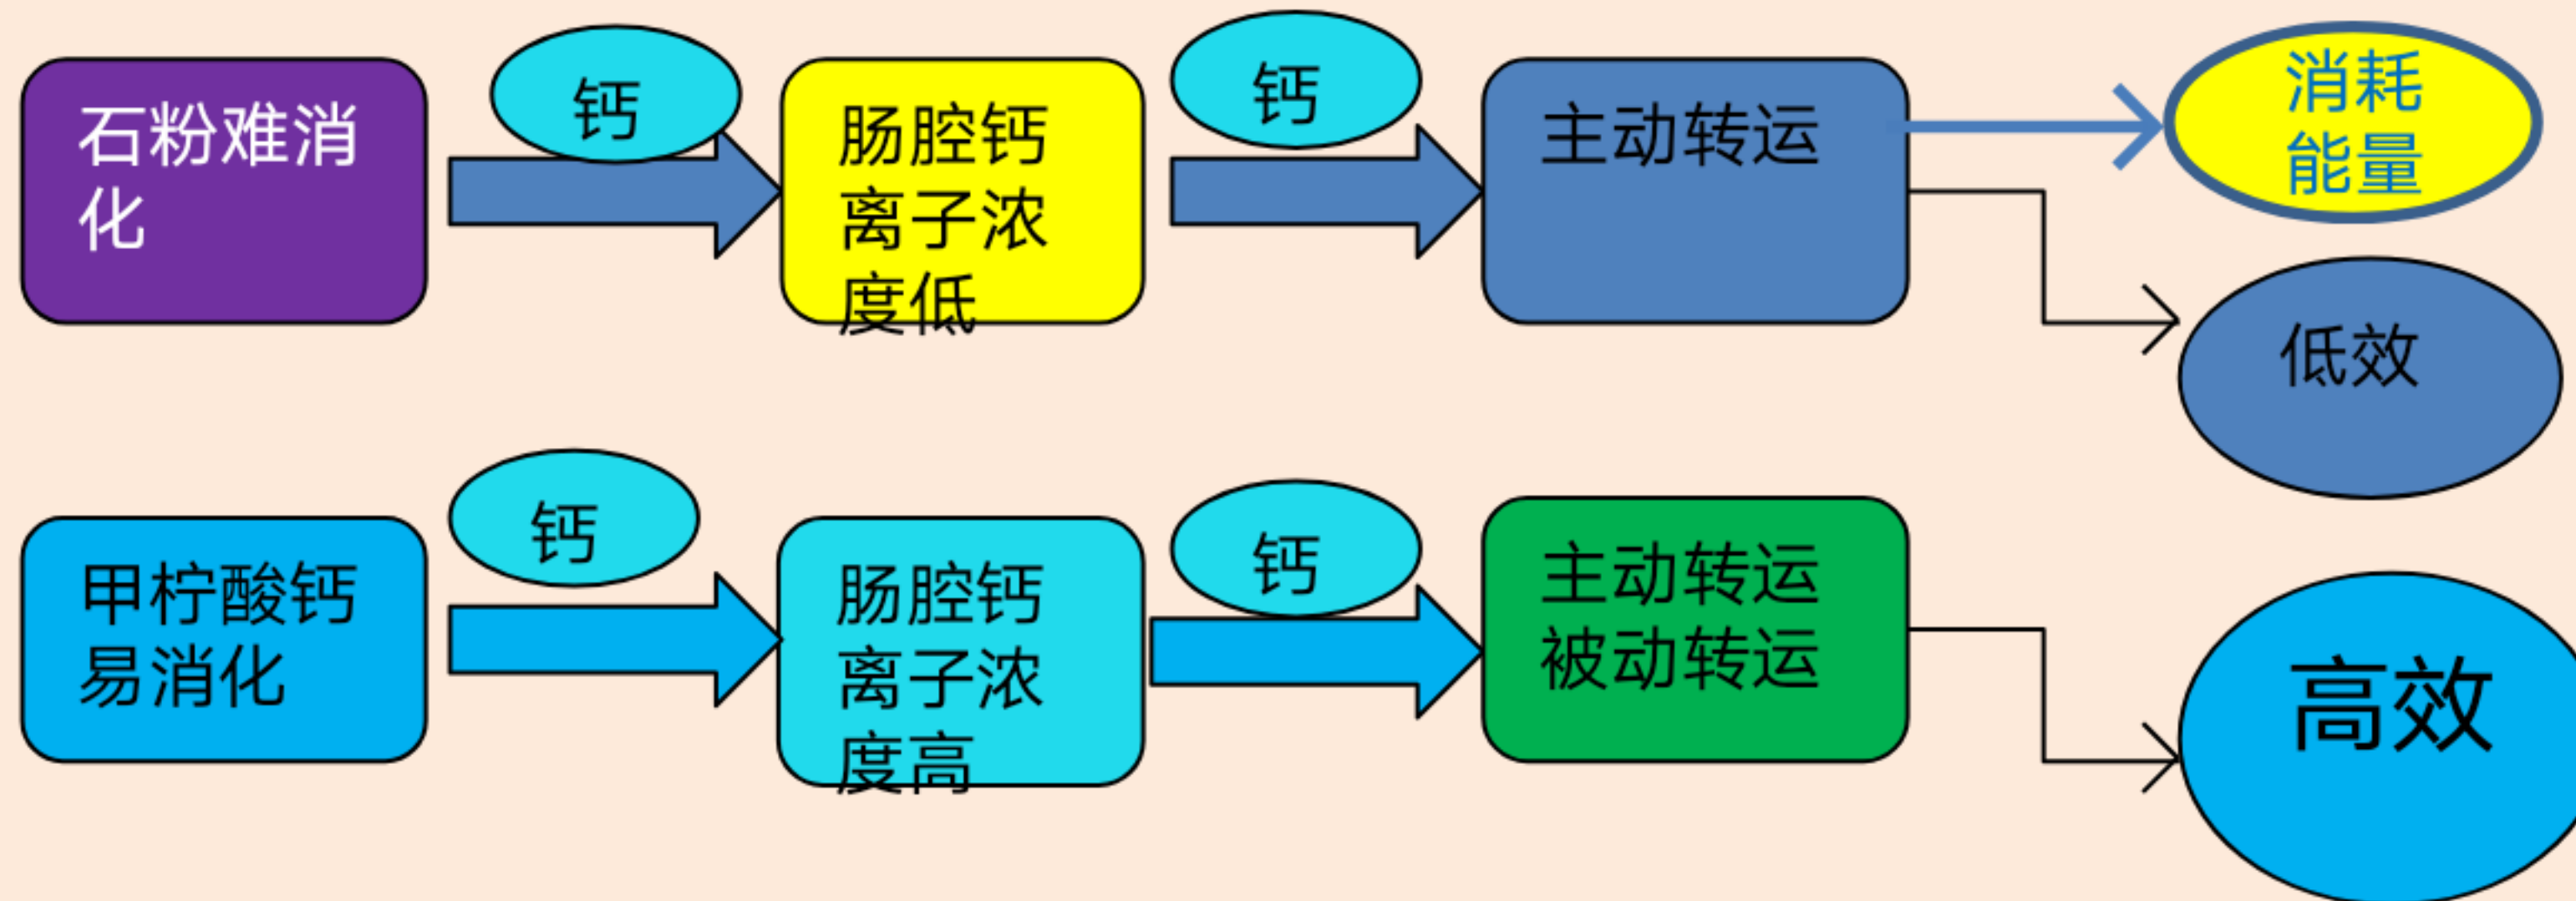 石粉难消
化
钙
肠腔钙
离子浓
度低
钙
主动转运
消耗
能量
低效
甲柠酸钙
易消化
钙
肠腔钙
离子浓
度高
钙
主动转运
被动转运
高效